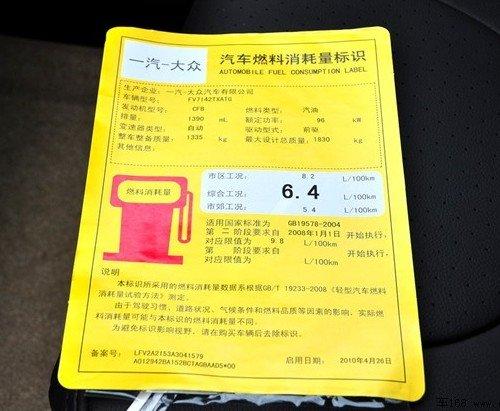 一汽-大众
汽车燃料消耗量标识
AUTOMOBILE FUEL CONSUMPTION LABEL
生产企业: 一汽-大众汽车有限公司
车辆型号: FV7142TXATG
发动机型号: CFB 燃料类型: 汽油
排量: 1390 mL 额定功率: 96 kW
变速器类型: 自动 驱动型式: 前驱
整车整备质量: 1335 kg 最大设计总质量: 1830 kg
其他信息:
燃料消耗量
市区工况: 8.2 L/100km
综合工况: 6.4 L/100km
市郊工况: 5.4 L/100km
适用国家标准为 GB19578-2004
第 二 阶段要求自 2008年1月1日 开始执行,
对应限值为 9.8 L/100km
第 阶段要求自 开始执行,
对应限值为 L/100km
说明
本标识所采用的燃料消耗量数据系根据GB/T 19233-2008《轻型汽车燃料
消耗量试验方法》测定。
由于驾驶习惯、道路状况、气候条件和燃料品质等因素的影响, 实际燃
料消耗量可能与本标识的燃料消耗量不同。
为避免标识影响视野, 请在购买车辆后去除标识。
备案号: LFV2A2153A3041579 启用日期: 2010年4月26日
A012942BA152BC1AGBAAD5*00